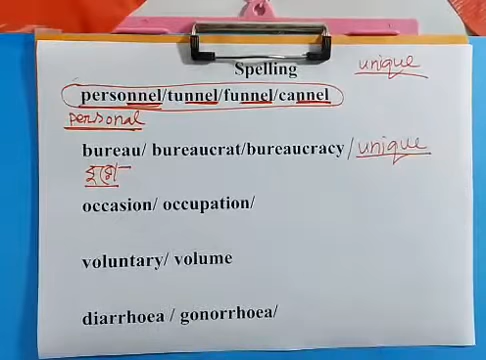 Spelling unique
personnel/tunnel/funnel/cannel
personal
bureau/ bureaucrat/bureaucracy / unique
ব্যুরো
occasion/ occupation/
voluntary/ volume
diarrhoea / gonorrhoea/